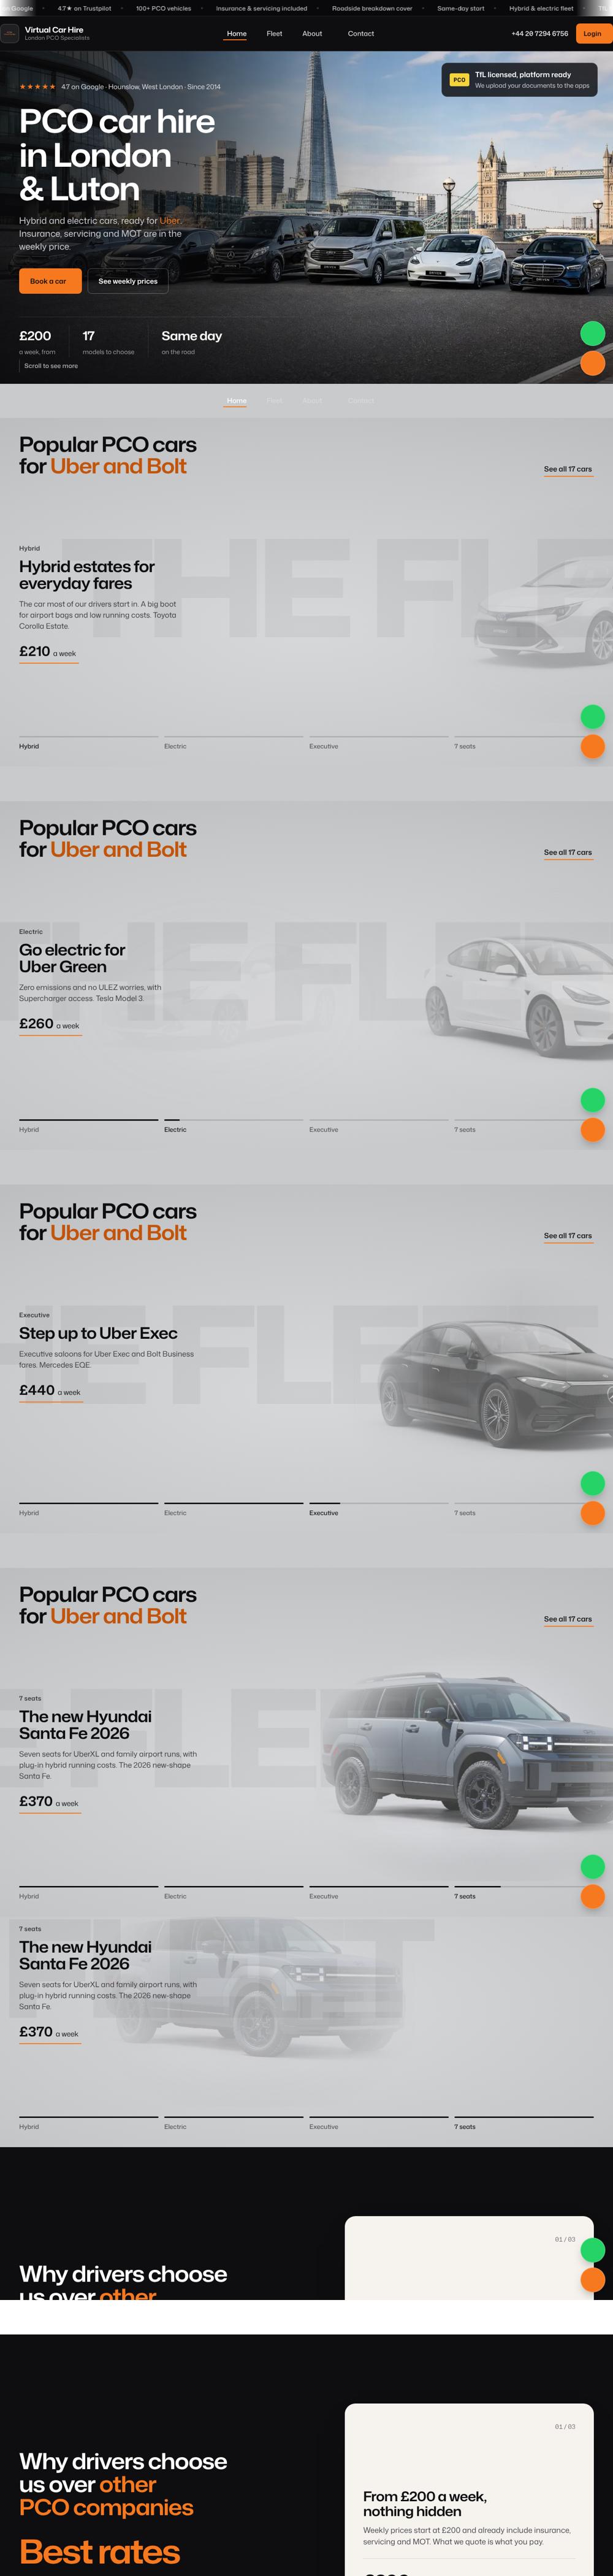 Google
4.7★ on Trustpilot
100+ PCO vehicles
Insurance & servicing included
Roadside breakdown cover
Same-day start
Hybrid & electric fleet
Virtual Car Hire
London PCO Specialists
Home
Fleet
About
Contact
+44 20 7294 6756
Login
★★★★★ 4.7 on Google · Hounslow, West London · Since 2014
PCO
TfL licensed, platform ready
We upload your documents to the apps
PCO car hire
in London
& Luton
Hybrid and electric cars, ready for Uber.
Insurance, servicing and MOT are in the
weekly price.
Book a car
See weekly prices
£200
a week, from
17
models to choose
Same day
on the road
Scroll to see more
Home
Fleet
About
Contact
Popular PCO cars
for Uber and Bolt
See all 17 cars
THE FLE
Hybrid
Hybrid estates for
everyday fares
The car most of our drivers start in. A big boot
for airport bags and low running costs. Toyota
Corolla Estate.
£210 a week
Hybrid
Electric
Executive
7 seats
Popular PCO cars
for Uber and Bolt
See all 17 cars
HE FLEE
Electric
Go electric for
Uber Green
Zero emissions and no ULEZ worries, with
Supercharger access. Tesla Model 3.
£260 a week
Hybrid
Electric
Executive
7 seats
Popular PCO cars
for Uber and Bolt
See all 17 cars
E FLEET
Executive
Step up to Uber Exec
Executive saloons for Uber Exec and Bolt Business
fares. Mercedes EQE.
£440 a week
Hybrid
Electric
Executive
7 seats
Popular PCO cars
for Uber and Bolt
See all 17 cars
FLEET
7 seats
The new Hyundai
Santa Fe 2026
Seven seats for UberXL and family airport runs, with
plug-in hybrid running costs. The 2026 new-shape
Santa Fe.
£370 a week
Hybrid
Electric
Executive
7 seats
7 seats
The new Hyundai
Santa Fe 2026
Seven seats for UberXL and family airport runs, with
plug-in hybrid running costs. The 2026 new-shape
Santa Fe.
£370 a week
Hybrid
Electric
Executive
7 seats
01 / 03
Why drivers choose
us over other
01 / 03
Why drivers choose
us over other
PCO companies
Best rates
From £200 a week,
nothing hidden
Weekly prices start at £200 and already include insurance,
servicing and MOT. What we quote is what you pay.